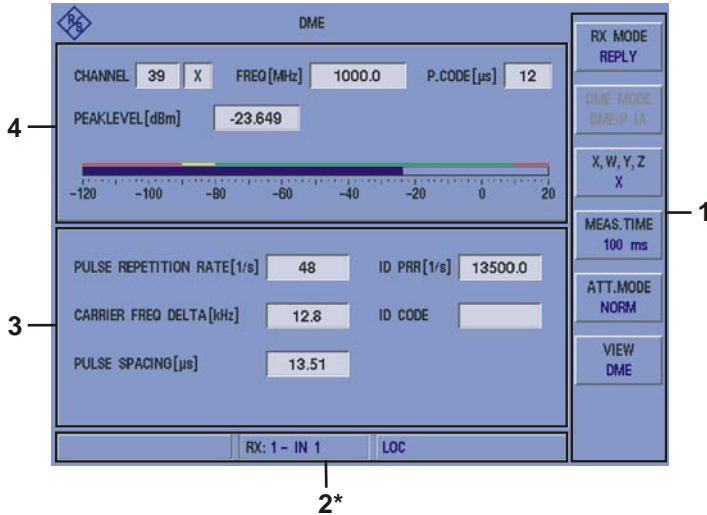 R/S
DME
CHANNEL 39 X FREQ[MHz] 1000.0 P.CODE[µs] 12
PEAKLEVEL[dBm] -23.649
-120 -100 -80 -60 -40 -20 0 20
4
PULSE REPETITION RATE[1/s] 48 ID PRR[1/s] 13500.0
CARRIER FREQ DELTA[kHz] 12.8 ID CODE
PULSE SPACING[µs] 13.51
3
RX: 1 - IN 1 LOC
2*
RX MODE
REPLY
DME MODE
DME/P IA
X, W, Y, Z
X
MEAS.TIME
100 ms
ATT.MODE
NORM
VIEW
DME
1